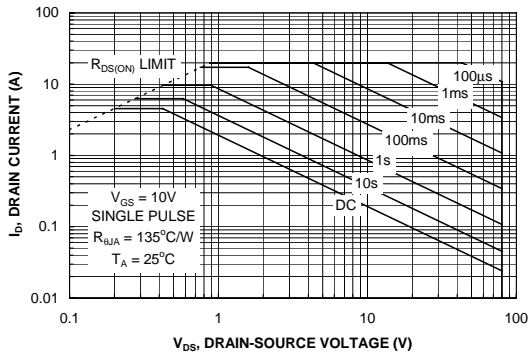 100
10
1
0.1
0.01
I_D, DRAIN CURRENT (A)
R_DS(ON) LIMIT
100µs
1ms
10ms
100ms
1s
10s
DC
V_GS = 10V
SINGLE PULSE
R_θJA = 135°C/W
T_A = 25°C
0.1
1
10
100
V_DS, DRAIN-SOURCE VOLTAGE (V)